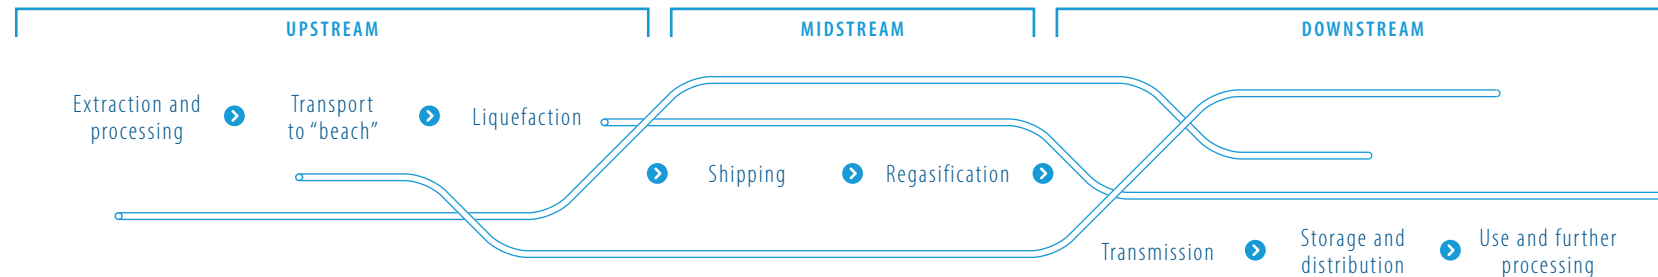 UPSTREAM
MIDSTREAM
DOWNSTREAM
Extraction and
processing
Transport
to “beach”
Liquefaction
Shipping
Regasification
Transmission
Storage and
distribution
Use and further
processing